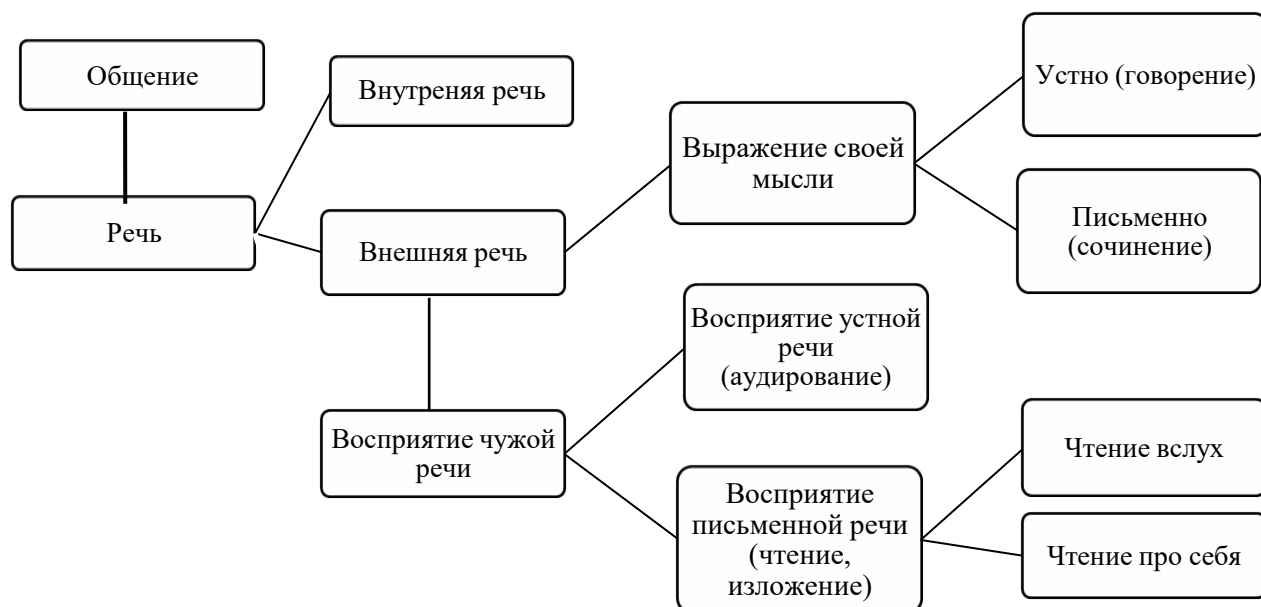 Общение
Речь
Внутреняя речь
Внешняя речь
Выражение своей
мысли
Устно (говорение)
Письменно
(сочинение)
Восприятие чужой
речи
Восприятие устной
речи
(аудирование)
Восприятие
письменной речи
(чтение,
изложение)
Чтение вслух
Чтение про себя